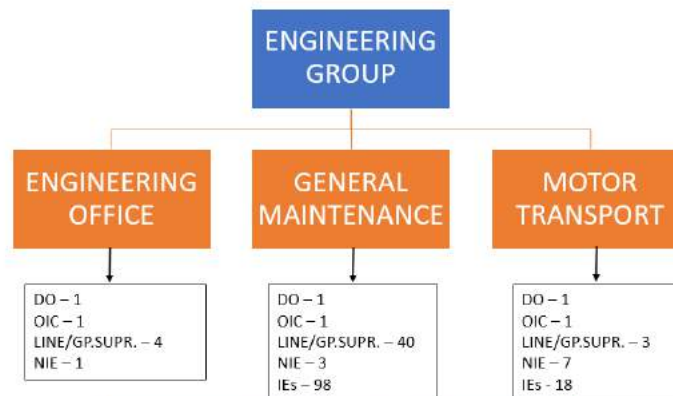 ENGINEERING
GROUP
ENGINEERING
OFFICE
GENERAL
MAINTENANCE
MOTOR
TRANSPORT
DO – 1
OIC – 1
LINE/GP.SUPR. – 4
NIE – 1
DO – 1
OIC – 1
LINE/GP.SUPR. – 40
NIE – 3
IEs – 98
DO – 1
OIC – 1
LINE/GP.SUPR. – 3
NIE – 7
IEs - 18